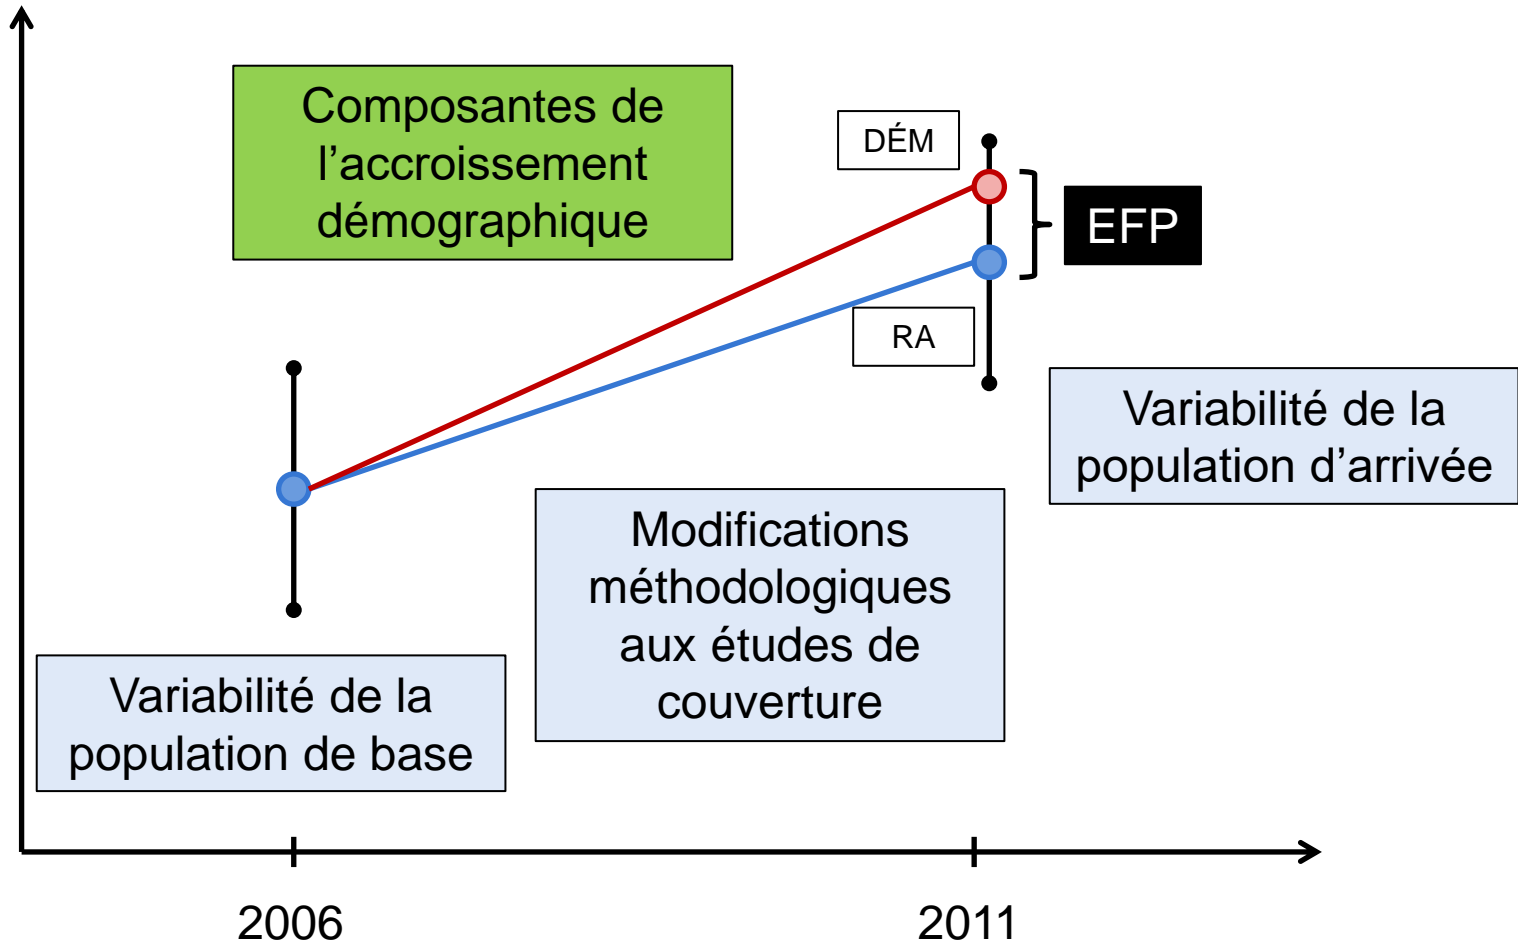 Composantes de
l’accroissement
démographique
DÉM
EFP
RA
Variabilité de la
population d’arrivée
Modifications
méthodologiques
aux études de
couverture
Variabilité de la
population de base
2006
2011